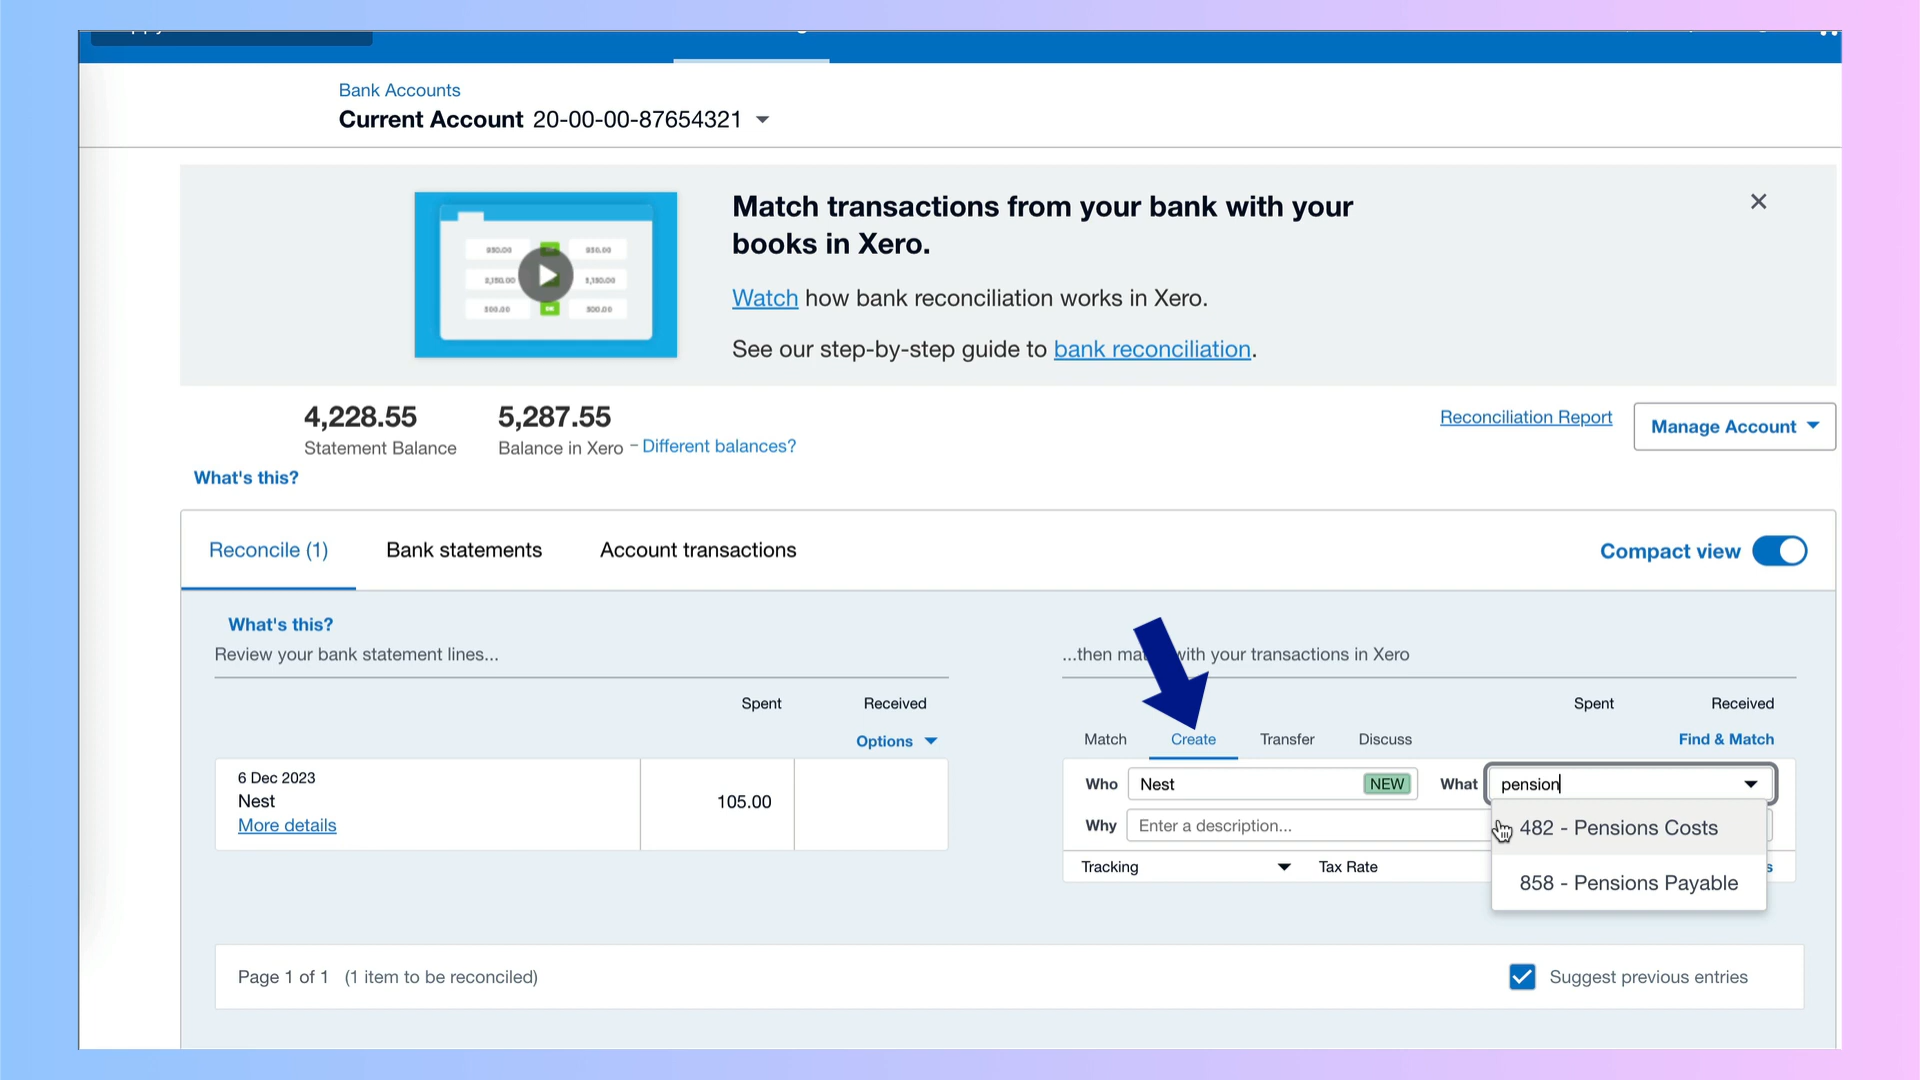 Bank Accounts
Current Account 20-00-00-87654321
Match transactions from your bank with your
books in Xero.
Watch how bank reconciliation works in Xero.
See our step-by-step guide to bank reconciliation.
4,228.55
Statement Balance
5,287.55
Balance in Xero - Different balances?
What's this?
Reconciliation Report
Manage Account
Reconcile (1)
Bank statements
Account transactions
Compact view
What's this?
Review your bank statement lines...
Spent
Received
Options
6 Dec 2023
Nest
More details
105.00
...then with your transactions in Xero
Spent
Received
Match
Create
Transfer
Discuss
Find & Match
Who
Nest
NEW
What
pension
Why
Enter a description...
482 - Pensions Costs
858 - Pensions Payable
Tracking
Tax Rate
Page 1 of 1 (1 item to be reconciled)
Suggest previous entries